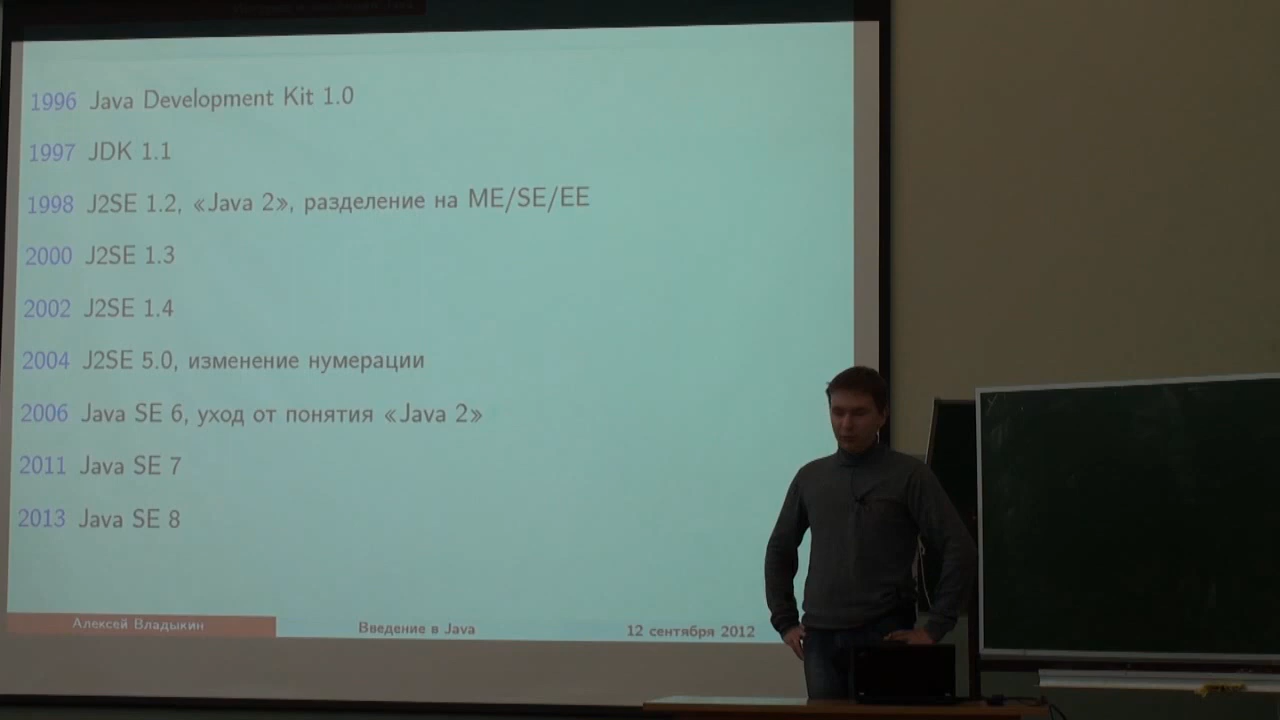 1996 Java Development Kit 1.0
1997 JDK 1.1
1998 J2SE 1.2, «Java 2», разделение на ME/SE/EE
2000 J2SE 1.3
2002 J2SE 1.4
2004 J2SE 5.0, изменение нумерации
2006 Java SE 6, уход от понятия «Java 2»
2011 Java SE 7
2013 Java SE 8
Алексей Владыкин Введение в Java 12 сентября 2012